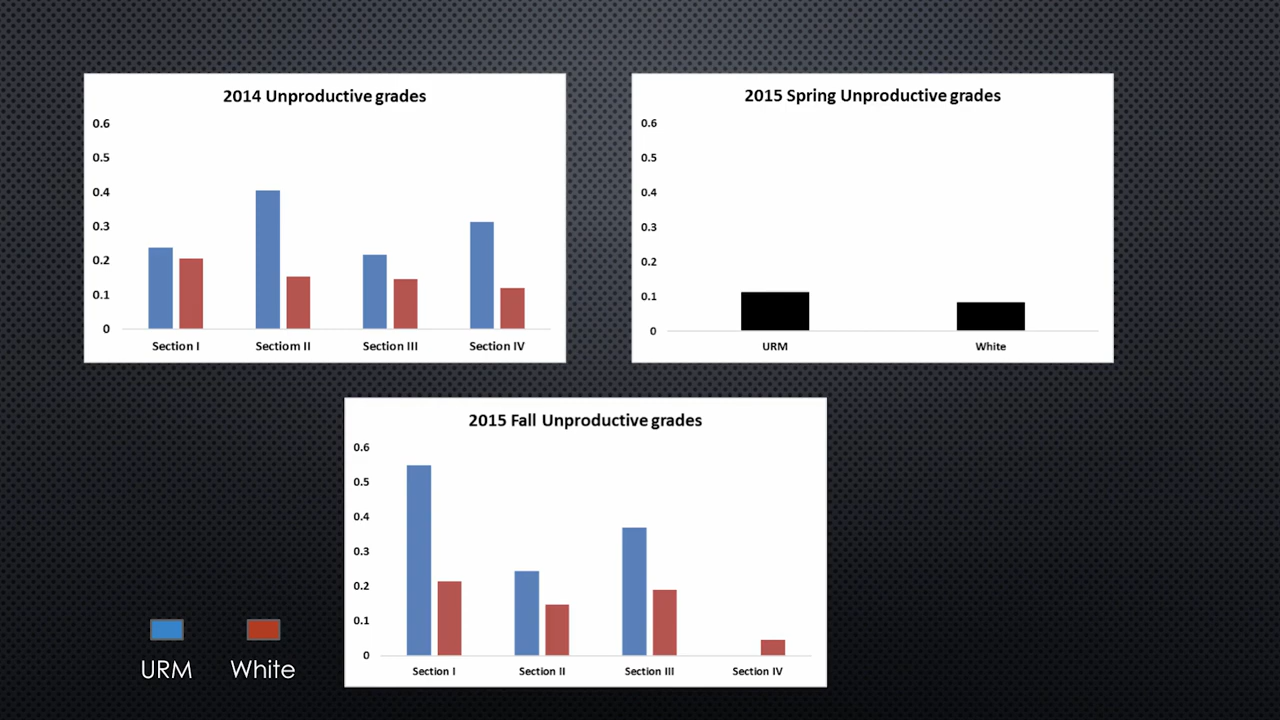 2014 Unproductive grades
0.6
0.5
0.4
0.3
0.2
0.1
0
Section I
Sectiom II
Section III
Section IV
2015 Spring Unproductive grades
0.6
0.5
0.4
0.3
0.2
0.1
0
URM
White
2015 Fall Unproductive grades
0.6
0.5
0.4
0.3
0.2
0.1
0
Section I
Section II
Section III
Section IV
URM
White